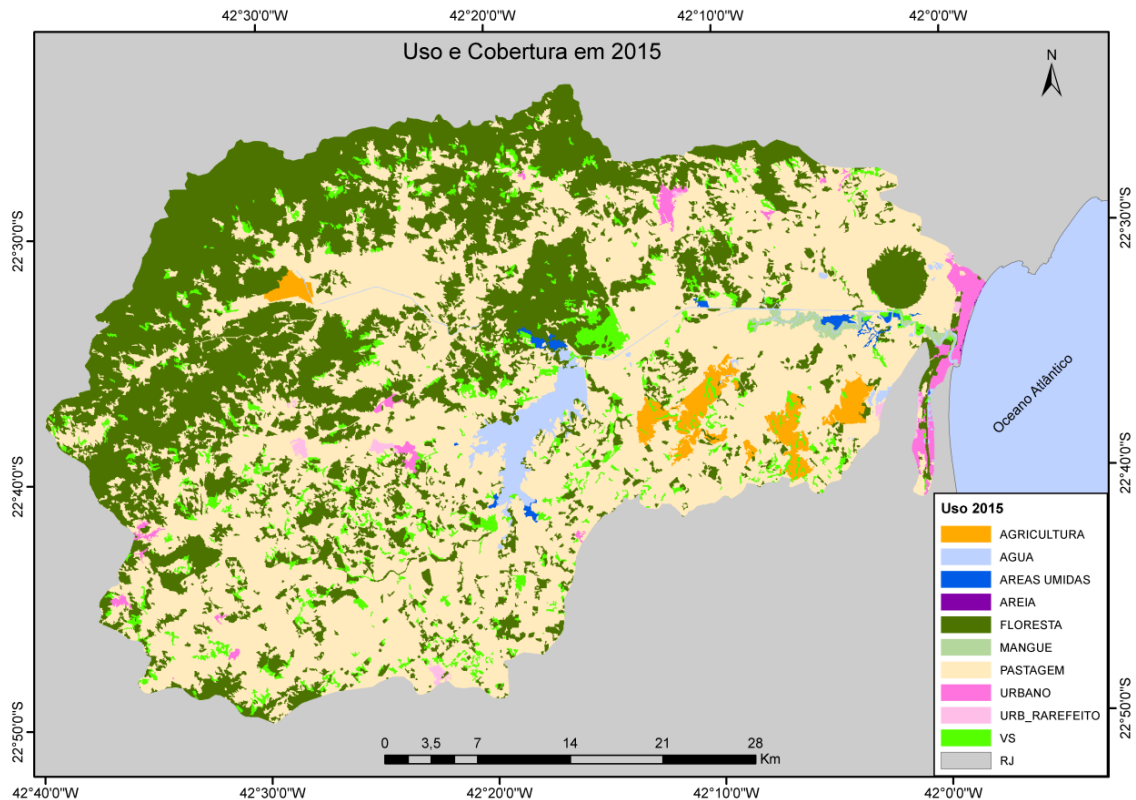 42°30'0"W 42°20'0"W 42°10'0"W 42°0'0"W
Uso e Cobertura em 2015
N
22°30'0"S
22°30'0"S
Oceano Atlântico
22°40'0"S
22°40'0"S
22°50'0"S
22°50'0"S
Uso 2015
AGRICULTURA
AGUA
AREAS UMIDAS
AREIA
FLORESTA
MANGUE
PASTAGEM
URBANO
URB_RAREFEITO
VS
RJ
0 3,5 7 14 21 28
Km
42°40'0"W 42°30'0"W 42°20'0"W 42°10'0"W 42°0'0"W